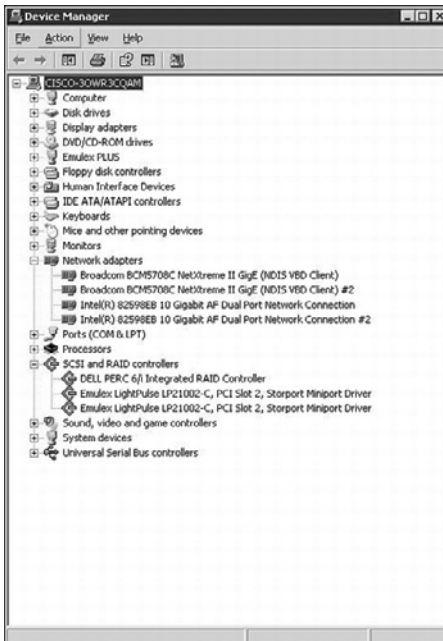 Device Manager
File Action View Help
CISCO-3OWR3CQAM
Computer
Disk drives
Display adapters
DVD/CD-ROM drives
Emulex PLUS
Floppy disk controllers
Human Interface Devices
IDE ATA/ATAPI controllers
Keyboards
Mice and other pointing devices
Monitors
Network adapters
Broadcom BCM5708C NetXtreme II GigE (NDIS VBD Client)
Broadcom BCM5708C NetXtreme II GigE (NDIS VBD Client) #2
Intel(R) 82598EB 10 Gigabit AF Dual Port Network Connection
Intel(R) 82598EB 10 Gigabit AF Dual Port Network Connection #2
Ports (COM & LPT)
Processors
SCSI and RAID controllers
DELL PERC 6/i Integrated RAID Controller
Emulex LightPulse LP21002-C, PCI Slot 2, Storport Miniport Driver
Emulex LightPulse LP21002-C, PCI Slot 2, Storport Miniport Driver
Sound, video and game controllers
System devices
Universal Serial Bus controllers